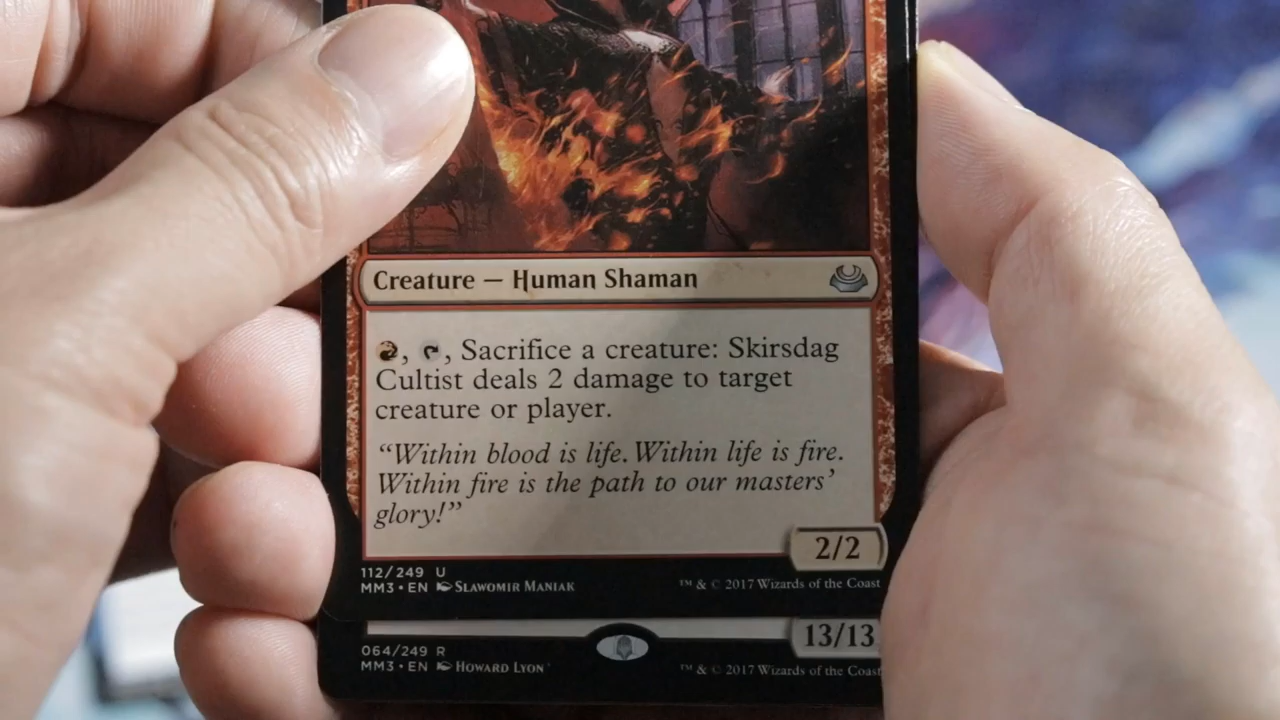 Creature — Human Shaman
, , Sacrifice a creature: Skirsdag
Cultist deals 2 damage to target
creature or player.
“Within blood is life. Within life is fire.
Within fire is the path to our masters’
glory!”
2/2
112/249 U
MM3 • EN SLAWOMIR MANIAK
™ & © 2017 Wizards of the Coast
13/13
064/249 R
MM3 • EN HOWARD LYON
™ & © 2017 Wizards of the Coast